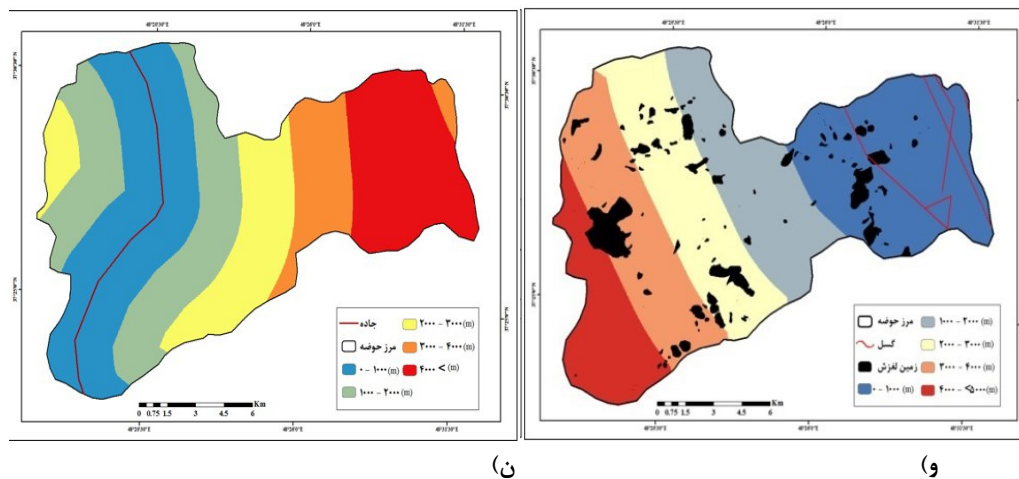 ۳۰۰۰ - ۲۰۰۰ (m)
جاده
۴۰۰۰ - ۳۰۰۰ (m)
مرز حوضه
۴۰۰۰ > (m)
۰ - ۱۰۰۰ (m)
۱۰۰۰ - ۲۰۰۰ (m)
Km
0 0.75 1.5 3 4.5 6
ن)
مرز حوضه
۱۰۰۰ - ۲۰۰۰ (m)
گسل
۲۰۰۰ - ۳۰۰۰ (m)
زمین لغزش
۳۰۰۰ - ۴۰۰۰ (m)
۰ - ۱۰۰۰ (m)
۴۰۰۰ - <۵۰۰۰ (m)
Km
0 0.75 1.5 3 4.5 6
و)